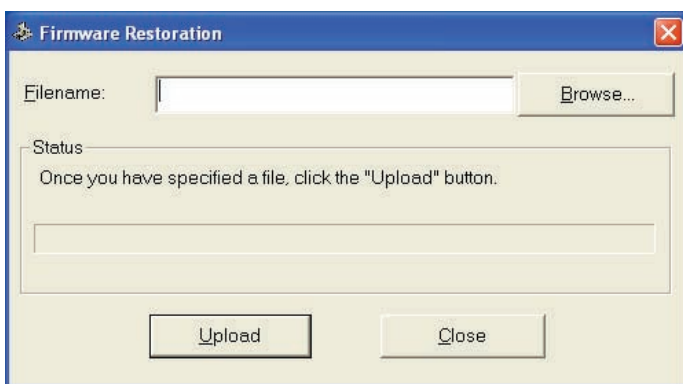 Firmware Restoration
Filename:
Browse...
Status
Once you have specified a file, click the "Upload" button.
Upload
Close